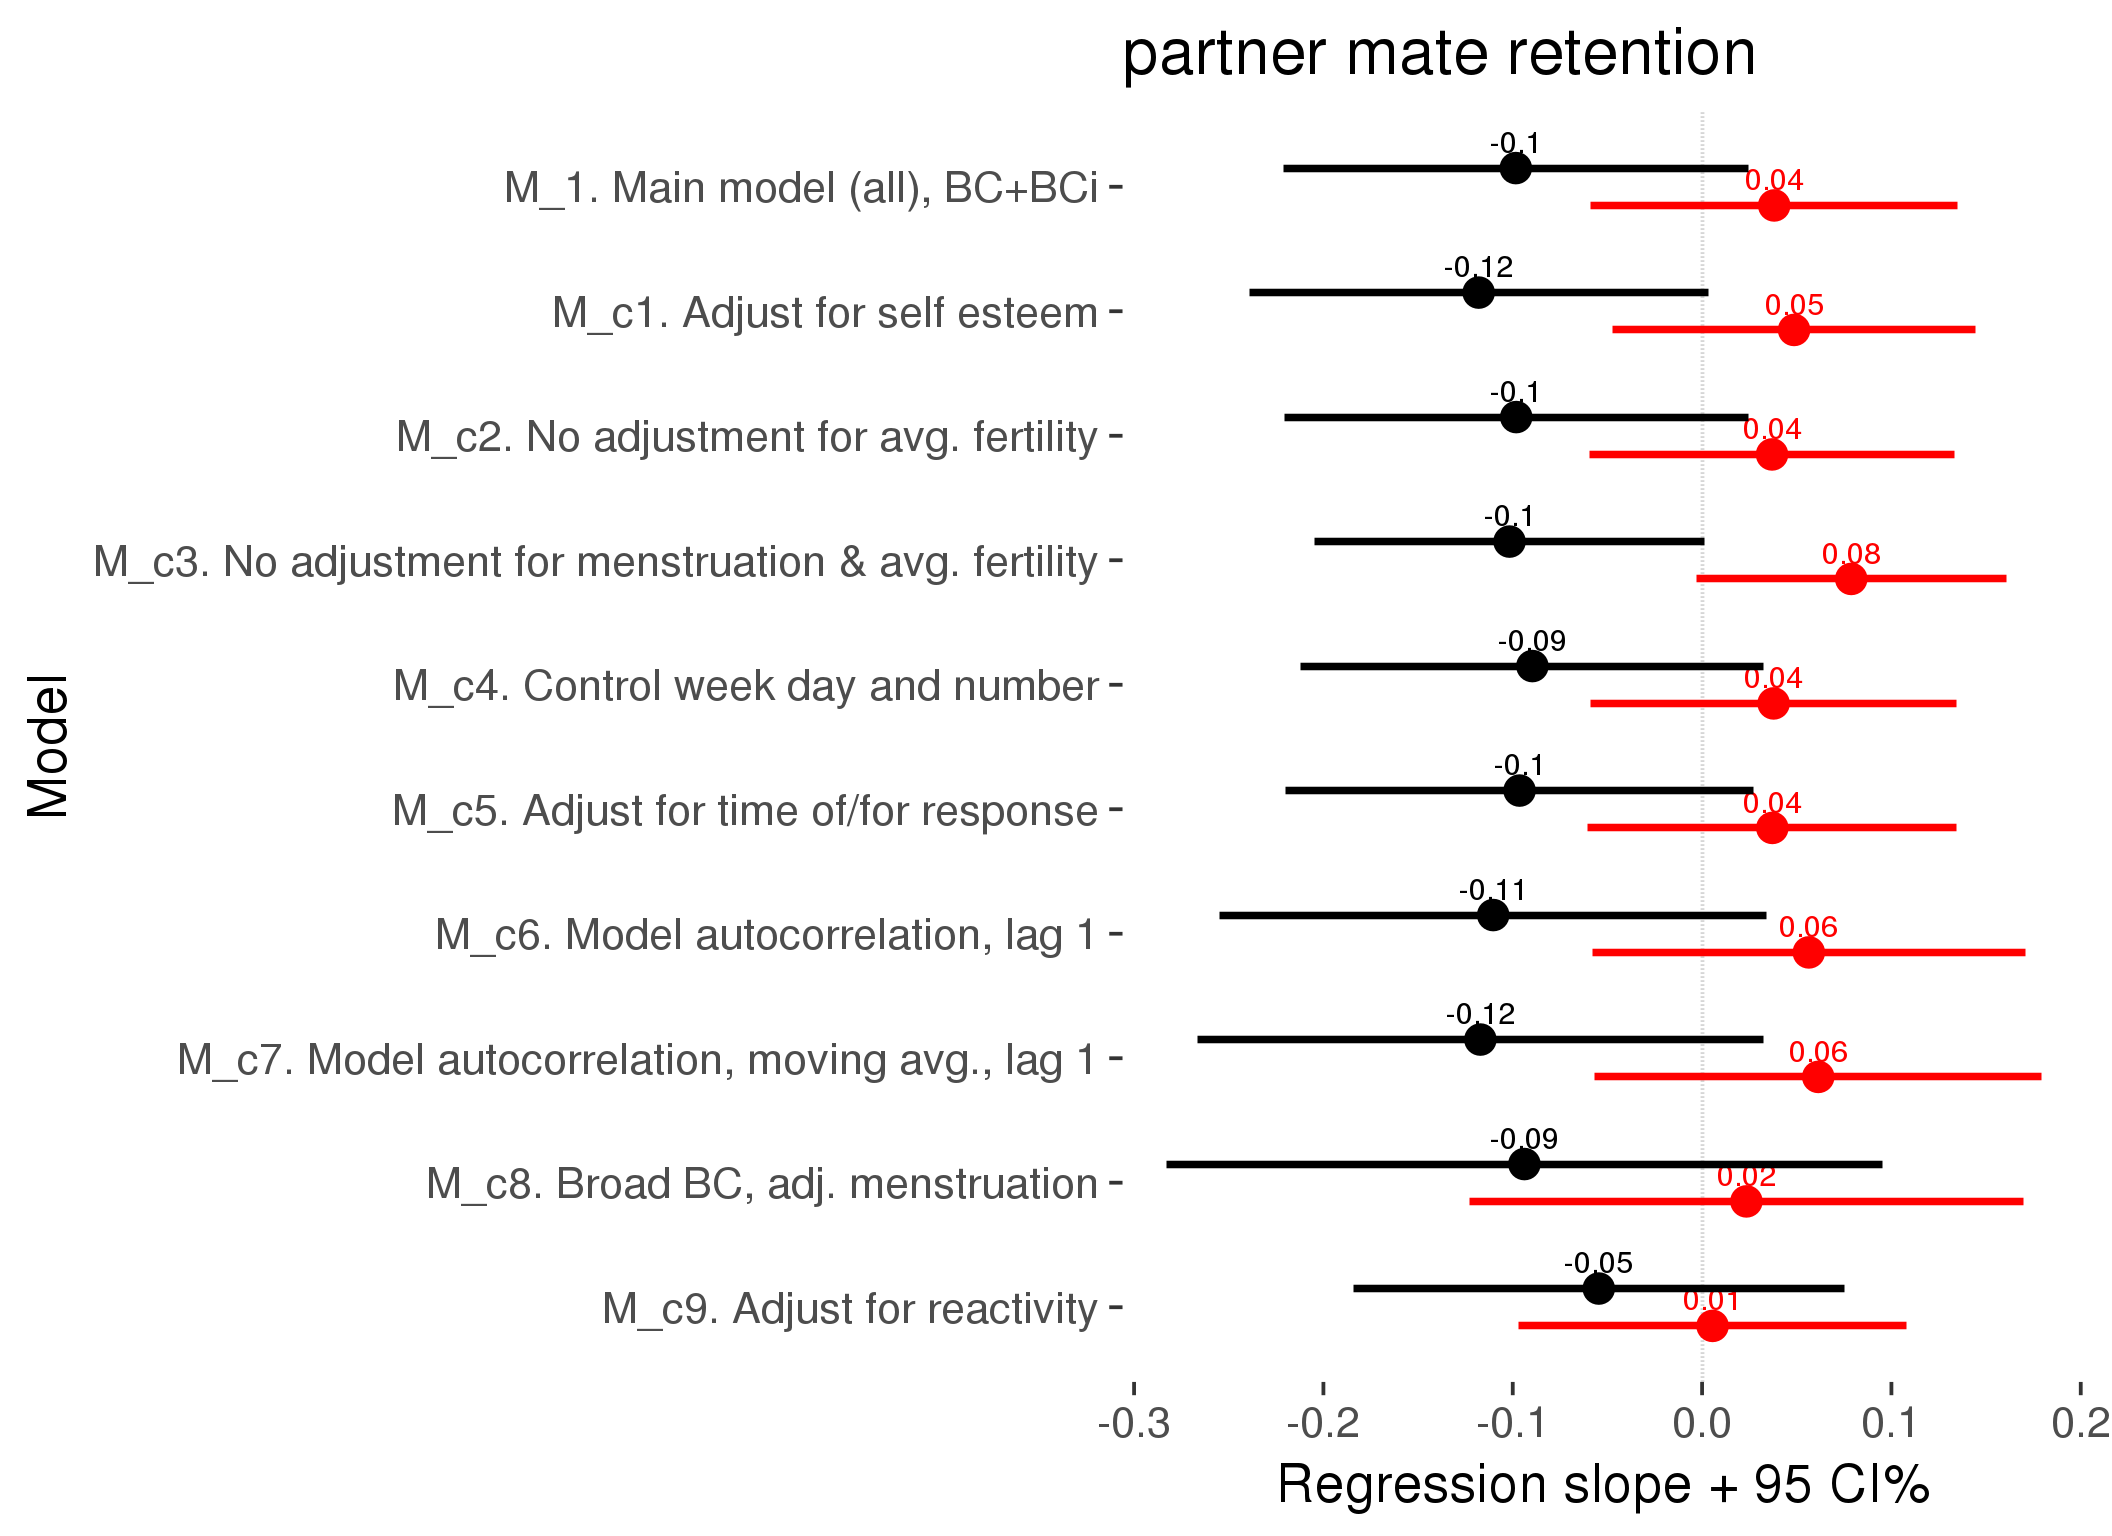 partner mate retention
Model
M_1. Main model (all), BC+BCi
-0.1
0.04
M_c1. Adjust for self esteem
-0.12
0.05
M_c2. No adjustment for avg. fertility
-0.1
0.04
M_c3. No adjustment for menstruation & avg. fertility
-0.1
0.08
M_c4. Control week day and number
-0.09
0.04
M_c5. Adjust for time of/for response
-0.1
0.04
M_c6. Model autocorrelation, lag 1
-0.11
0.06
M_c7. Model autocorrelation, moving avg., lag 1
-0.12
0.06
M_c8. Broad BC, adj. menstruation
-0.09
0.02
M_c9. Adjust for reactivity
-0.05
0.01
-0.3 -0.2 -0.1 0.0 0.1 0.2
Regression slope + 95 CI%